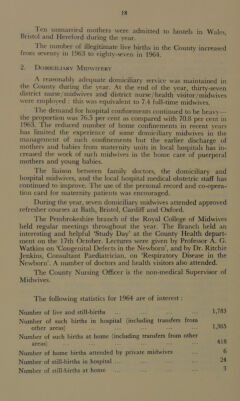 18
Ten unmarried mothers were admitted to hostels in Wales,
Bristol and Hereford during the year.
The number of illegitimate live births in the County increased
from seventy in 1963 to eighty-seven in 1964.
2. DOMICILIARY MIDWIFERY
A reasonably adequate domiciliary service was maintained in
the County during the year. At the end of the year, thirty-seven
district nurse/midwives and district nurse/health visitor/midwives
were employed : this was equivalent to 7.4 full-time midwives.
The demand for hospital confinements continued to be heavy—
the proportion was 76.5 per cent as compared with 70.8 per cent in
1963. The reduced number of home confinements in recent years
has limited the experience of some domiciliary midwives in the
management of such confinements but the earlier discharge of
mothers and babies from maternity units in local hospital has in-
creased the work of such midwives in the home care of puerperal
mothers and young babies.
The liaison between family doctors, the domiciliary and
hospital midwives, and the local hospital medical obstetric staff has
continued to improve. The use of the personal record and co-opera-
tion card for maternity patients was encouraged.
During the year, seven domiciliary midwives attended approved
refresher courses at Bath, Bristol, Cardiff and Oxford.
The Pembrokeshire branch of the Royal College of Midwives
held regular meetings throughout the year. The Branch held an
interesting and helpful 'Study Day' at the County Health depart-
ment on the 17th October. Lectures were given by Professor A. G.
Watkins on 'Congenital Defects in the Newborn', and by Dr. Ritchie
Jenkins, Consultant Paediatrician, on 'Respiratory Disease in the
Newborn'. A number of doctors and health visitors also attended.
The County Nursing Officer is the non-medical Supervisor of
Midwives.
The following statistics for 1964 are of interest :
Number of live and still-births ... 1,783
Number of such births in hospital (including transfers from
other areas) ... 1,365
Number of such births at home (including transfers from other
areas) ... 418
Number of home births attended by private midwives ... 6
Number of still-births in hospital ... 24
Number of still-births at home ... 3